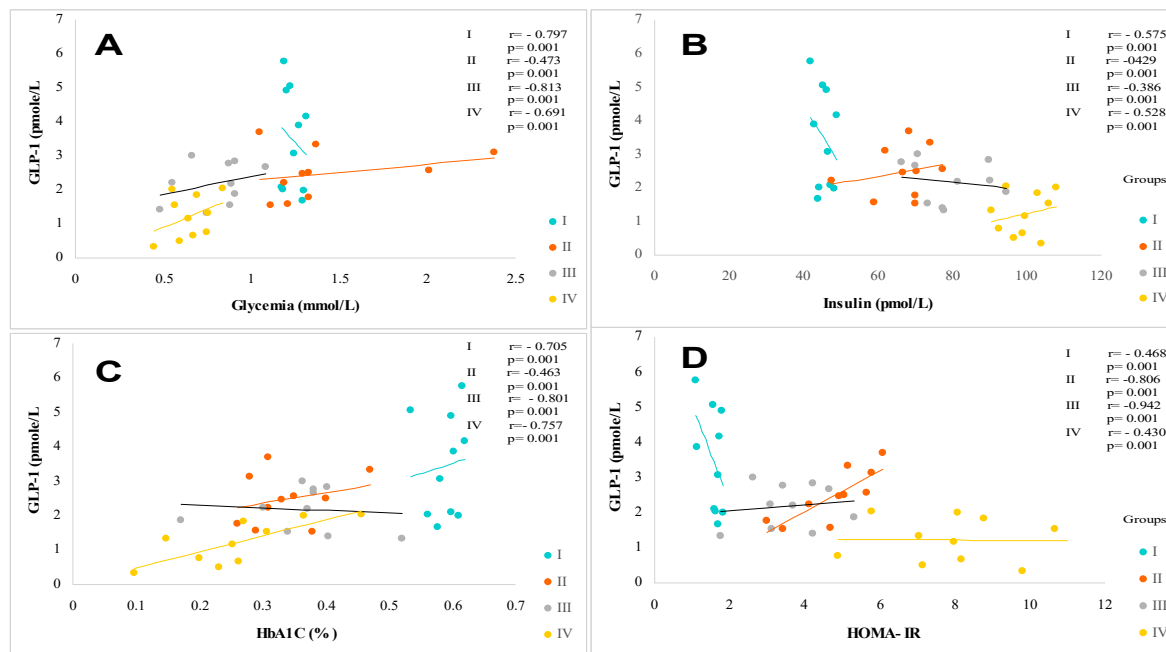 A
I r= - 0.797
p= 0.001
II r= -0.473
p= 0.001
III r= -0.813
p= 0.001
IV r= - 0.691
p= 0.001
7
6
5
4
3
2
1
0
GLP-1 (pmole/L)
0.5 1 1.5 2 2.5
Glycemia (mmol/L)
I
II
III
IV
B
I r= - 0.575
p= 0.001
II r= -0429
p= 0.001
III r= -0.386
p= 0.001
IV r= - 0.528
p= 0.001
Groups
7
6
5
4
3
2
1
0
GLP-1 (pmole/L)
0 20 40 60 80 100 120
Insulin (pmol/L)
I
II
III
IV
C
I r= - 0.705
p= 0.001
II r= -0.463
p= 0.001
III r= - 0.801
p= 0.001
IV r= - 0.757
p= 0.001
7
6
5
4
3
2
1
0
GLP-1 (pmole/L)
0 0.1 0.2 0.3 0.4 0.5 0.6 0.7
HbA1C (%)
I
II
III
IV
D
I r= - 0.468
p= 0.001
II r= -0.806
p= 0.001
III r= -0.942
p= 0.001
IV r= - 0.430
p= 0.001
Groups
7
6
5
4
3
2
1
0
GLP-1 (pmole/L)
0 2 4 6 8 10 12
HOMA- IR
I
II
III
IV